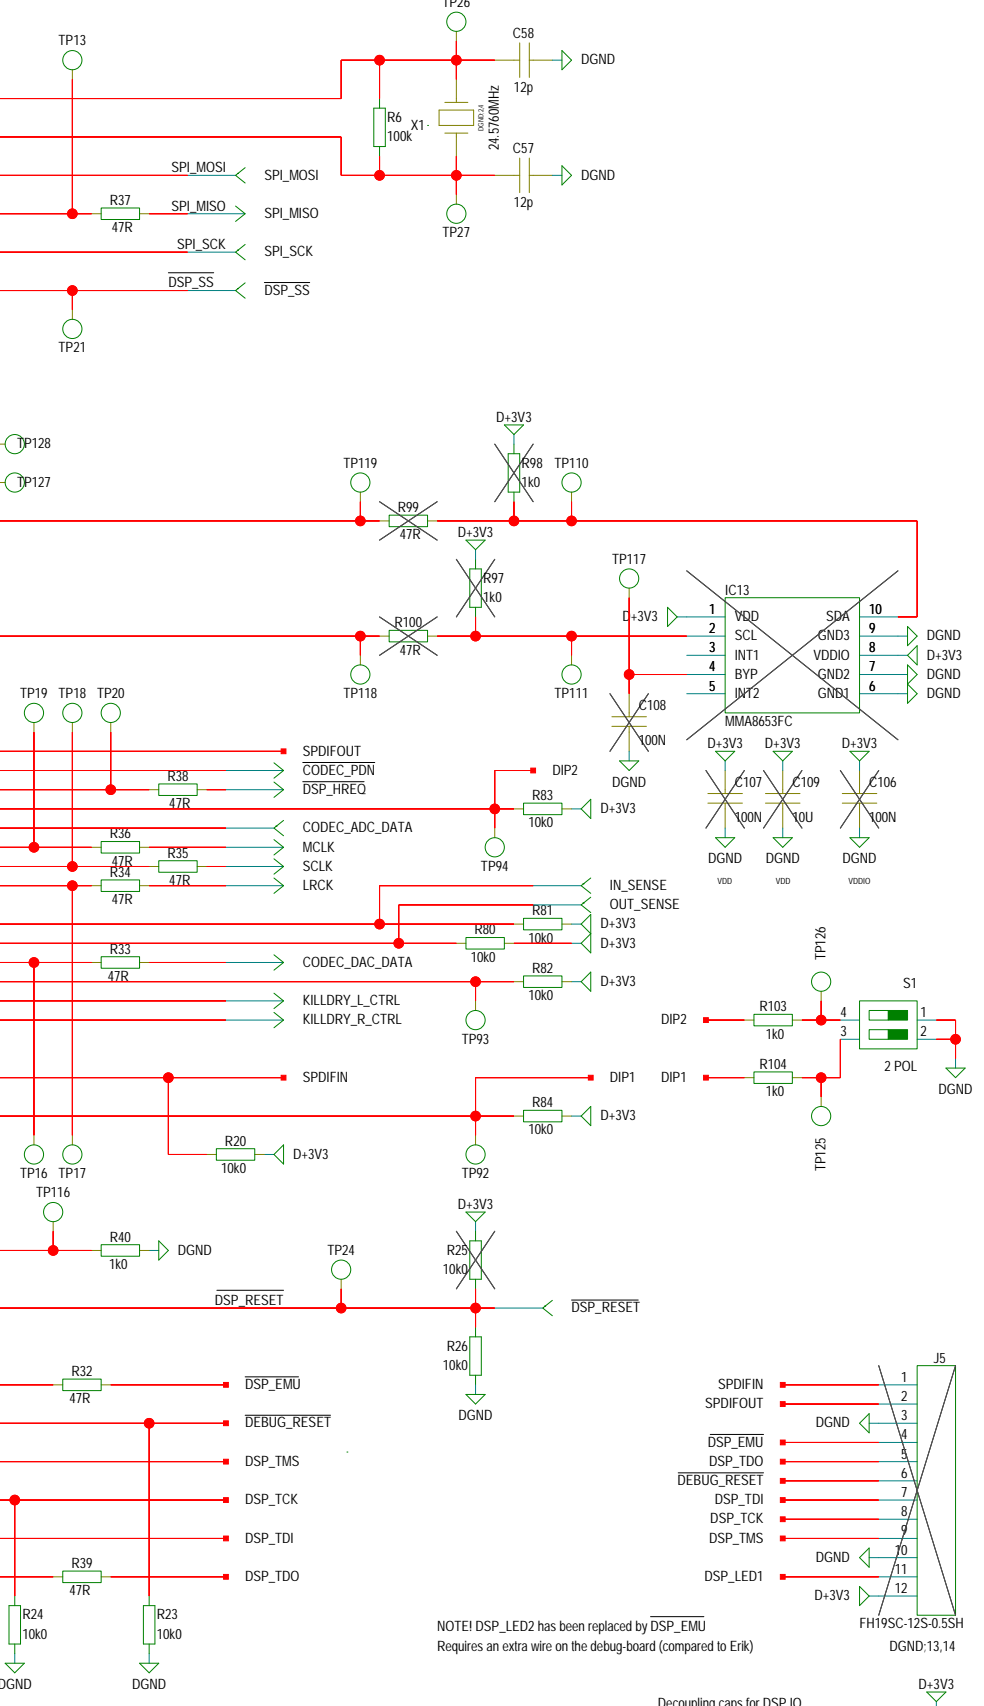 TP26
TP13
C58
DGND
12p
R6
100k
X1
DGND;2,4
24.5760MHz
C57
DGND
12p
TP27
SPI_MOSI
SPI_MOSI
R37
47R
SPI_MISO
SPI_MISO
SPI_SCK
SPI_SCK
DSP_SS
DSP_SS
TP21
TP128
TP127
D+3V3
R98
1k0
TP119
TP110
R99
47R
D+3V3
R97
1k0
TP117
R100
47R
TP118
TP111
IC13
D+3V3
1 VDD SDA 10
2 SCL GND3 9 DGND
3 INT1 VDDIO 8 D+3V3
4 BYP GND2 7 DGND
5 INT2 GND1 6 DGND
MMA8653FC
C108
100N
DGND
D+3V3 D+3V3 D+3V3
C107 C109 C106
100N 10U 100N
DGND DGND DGND
VDD VDD VDDIO
TP19 TP18 TP20
SPDIFOUT
CODEC_PDN
R38
47R
DSP_HREQ
DIP2
R83
10k0
D+3V3
TP94
CODEC_ADC_DATA
R36
47R
MCLK
R35
47R
SCLK
R34
47R
LRCK
IN_SENSE
OUT_SENSE
R81
10k0
D+3V3
R80
10k0
D+3V3
R33
47R
CODEC_DAC_DATA
R82
10k0
D+3V3
TP93
KILLDRY_L_CTRL
KILLDRY_R_CTRL
TP126
S1
DIP2
R103
1k0
4 1
3 2
2 POL
DGND
DIP1
R104
1k0
TP125
SPDIFIN
DIP1
R84
10k0
D+3V3
TP92
R20
10k0
D+3V3
TP16 TP17
TP116
R40
1k0
DGND
D+3V3
R25
10k0
TP24
DSP_RESET
DSP_RESET
R26
10k0
DGND
R32
47R
DSP_EMU
DEBUG_RESET
DSP_TMS
DSP_TCK
DSP_TDI
R39
47R
DSP_TDO
R24
10k0
DGND
R23
10k0
DGND
J5
SPDIFIN 1
SPDIFOUT 2
DGND 3
DSP_EMU 4
DSP_TDO 5
DEBUG_RESET 6
DSP_TDI 7
DSP_TCK 8
DSP_TMS 9
DGND 10
DSP_LED1 11
D+3V3 12
FH19SC-12S-0.5SH
DGND;13,14
NOTE! DSP_LED2 has been replaced by DSP_EMU
Requires an extra wire on the debug-board (compared to Erik)
D+3V3
Decoupling caps for DSP IO